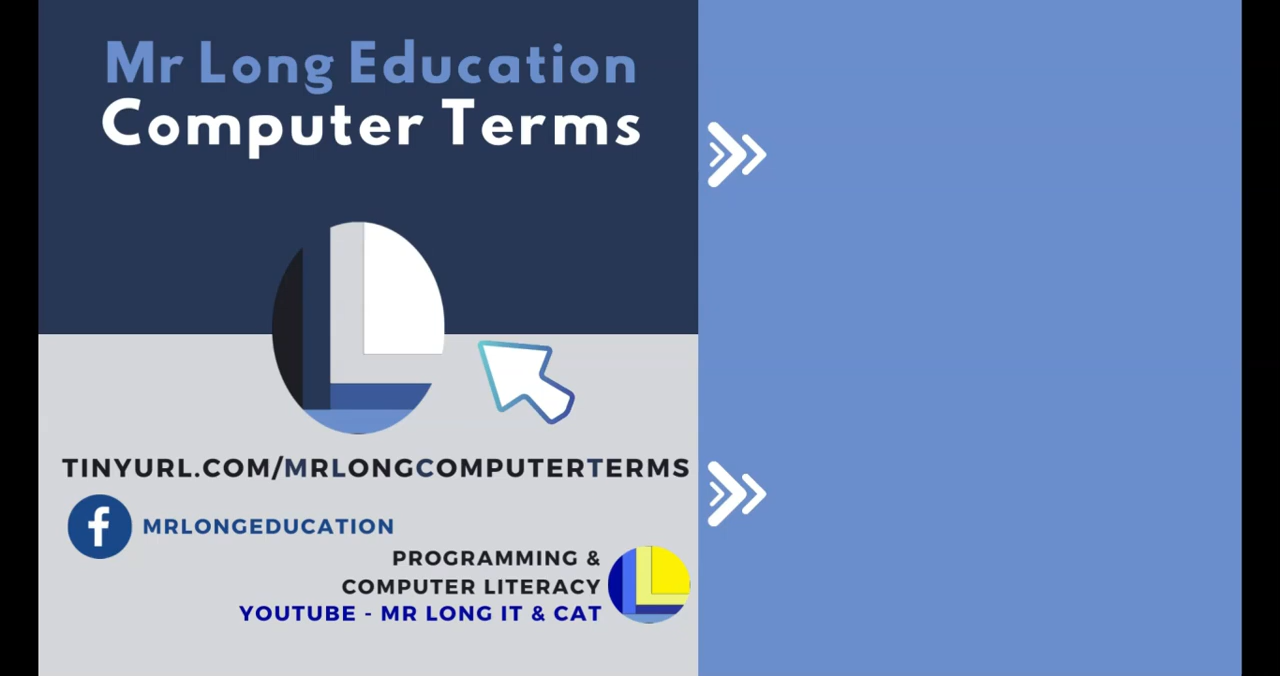 Mr Long Education
Computer Terms
TINYURL.COM/MRLONGCOMPUTERTERMS
MRLONGEDUCATION
PROGRAMMING &
COMPUTER LITERACY
YOUTUBE - MR LONG IT & CAT